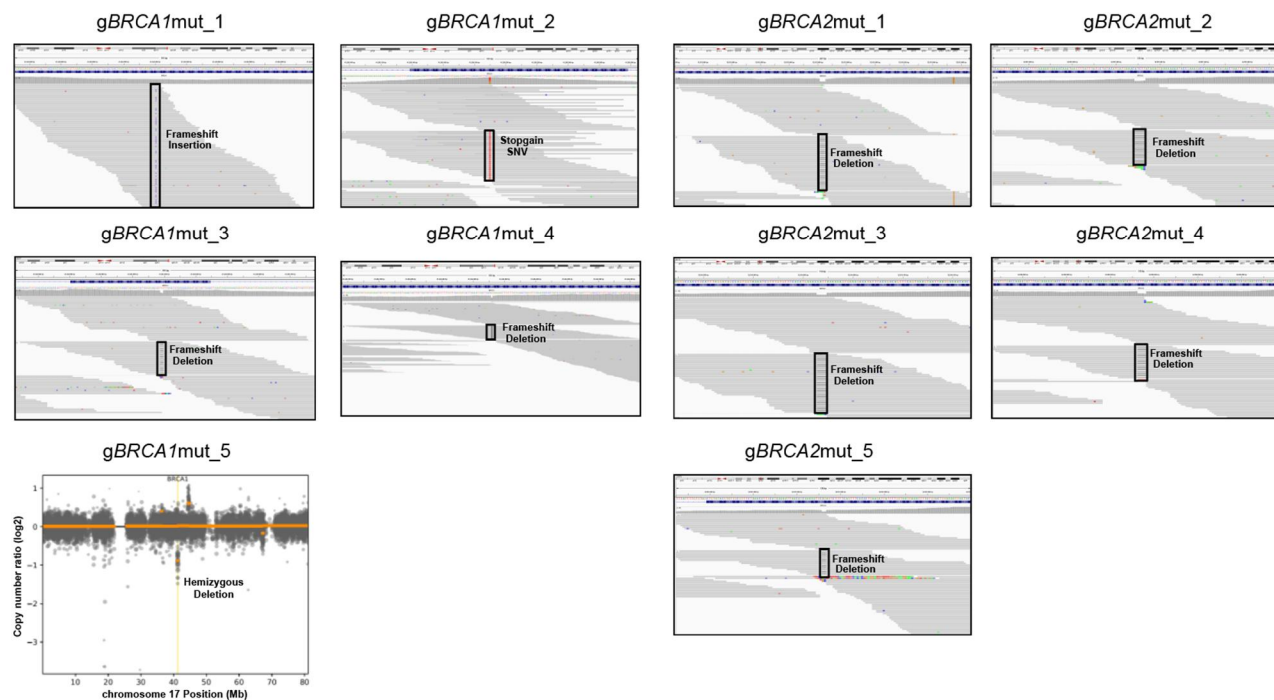 gBRCA1mut_1
gBRCA1mut_2
gBRCA2mut_1
gBRCA2mut_2
Frameshift
Insertion
Stopgain
SNV
Frameshift
Deletion
Frameshift
Deletion
gBRCA1mut_3
gBRCA1mut_4
gBRCA2mut_3
gBRCA2mut_4
Frameshift
Deletion
Frameshift
Deletion
Frameshift
Deletion
Frameshift
Deletion
gBRCA1mut_5
gBRCA2mut_5
BRCA1
Copy number ratio (log2)
1
0
−1
−2
−3
Hemizygous
Deletion
10 20 30 40 50 60 70 80
chromosome 17 Position (Mb)
Frameshift
Deletion